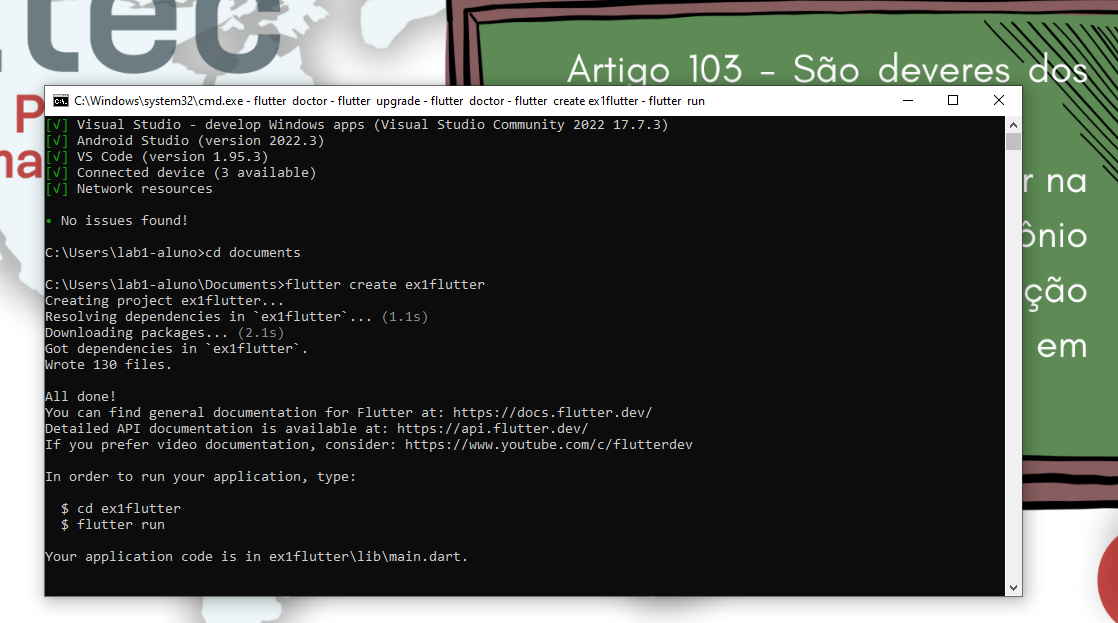 tec
Artigo 103 - São deveres dos
P
na
r na
ônio
ção
em
C:\Windows\system32\cmd.exe - flutter doctor - flutter upgrade - flutter doctor - flutter create ex1flutter - flutter run
[√] Visual Studio - develop Windows apps (Visual Studio Community 2022 17.7.3)
[√] Android Studio (version 2022.3)
[√] VS Code (version 1.95.3)
[√] Connected device (3 available)
[√] Network resources
• No issues found!
C:\Users\lab1-aluno>cd documents
C:\Users\lab1-aluno\Documents>flutter create ex1flutter
Creating project ex1flutter...
Resolving dependencies in `ex1flutter`... (1.1s)
Downloading packages... (2.1s)
Got dependencies in `ex1flutter`.
Wrote 130 files.
All done!
You can find general documentation for Flutter at: https://docs.flutter.dev/
Detailed API documentation is available at: https://api.flutter.dev/
If you prefer video documentation, consider: https://www.youtube.com/c/flutterdev
In order to run your application, type:
$ cd ex1flutter
$ flutter run
Your application code is in ex1flutter\lib\main.dart.